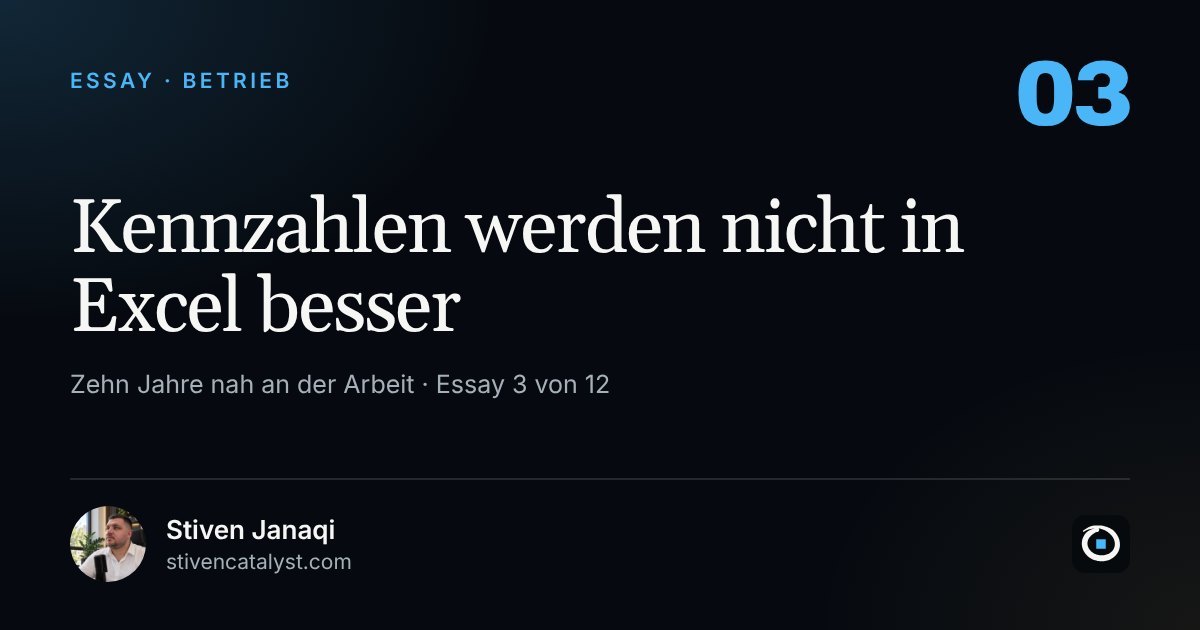 ESSAY · BETRIEB
03
Kennzahlen werden nicht in
Excel besser
Zehn Jahre nah an der Arbeit · Essay 3 von 12
Stiven Janaqi
stivencatalyst.com